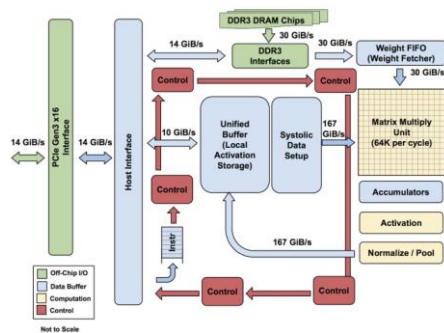 DDR3 DRAM Chips
30 GiB/s
14 GiB/s
DDR3
Interfaces
30 GiB/s
Weight FIFO
(Weight Fetcher)
30 GiB/s
Control
Control
PCIe Gen3 x16
Interface
14 GiB/s
14 GiB/s
Host Interface
10 GiB/s
Unified
Buffer
(Local
Activation
Storage)
Systolic
Data
Setup
167
GiB/s
Matrix Multiply
Unit
(64K per cycle)
Control
Accumulators
Activation
Instr
167 GiB/s
Normalize / Pool
Control
Control
Control
Off-Chip I/O
Data Buffer
Computation
Control
Not to Scale